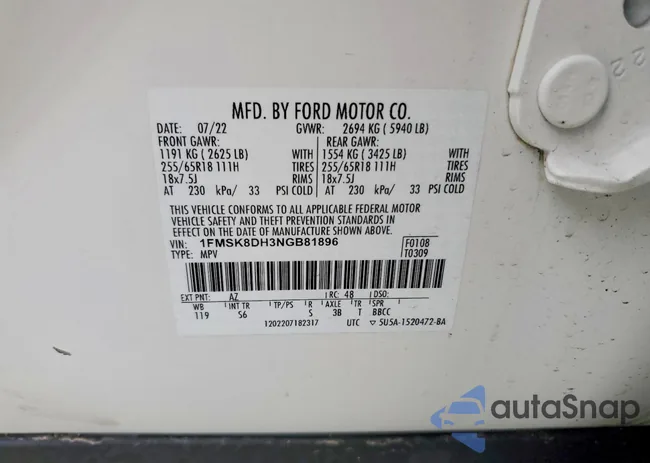 MFD. BY FORD MOTOR CO.
DATE: 07/22 GVWR: 2694 KG ( 5940 LB)
FRONT GAWR: REAR GAWR:
1191 KG ( 2625 LB) WITH 1554 KG ( 3425 LB) WITH
255/65R18 111H TIRES 255/65R18 111H TIRES
18x7.5J RIMS 18x7.5J RIMS
AT 230 kPa/ 33 PSI COLD AT 230 kPa/ 33 PSI COLD
THIS VEHICLE CONFORMS TO ALL APPLICABLE FEDERAL MOTOR
VEHICLE SAFETY AND THEFT PREVENTION STANDARDS IN
EFFECT ON THE DATE OF MANUFACTURE SHOWN ABOVE.
VIN: 1FMSK8DH3NGB81896 F0108
TYPE: MPV T0309
EXT PNT: AZ RC: 48 DSO:
WB INT TR TP/PS R AXLE TR SPR
119 S6 S 3B T BBCC
1202207182317 UTC ▽ 5U5A-1520472-BA
22
autoSnap